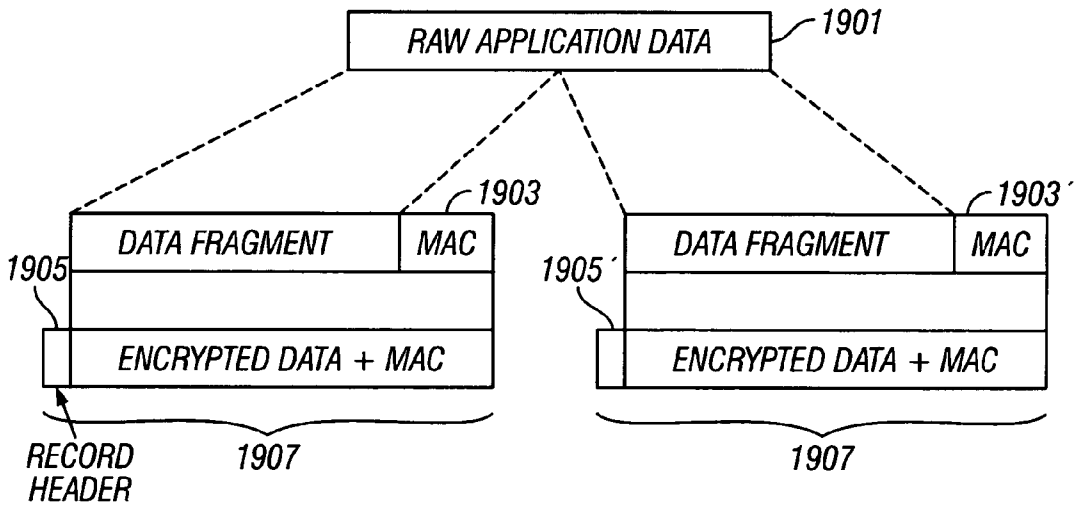 RAW APPLICATION DATA
1901
1903
1903´
DATA FRAGMENT
MAC
DATA FRAGMENT
MAC
1905
1905´
ENCRYPTED DATA + MAC
ENCRYPTED DATA + MAC
1907
1907
RECORD
HEADER